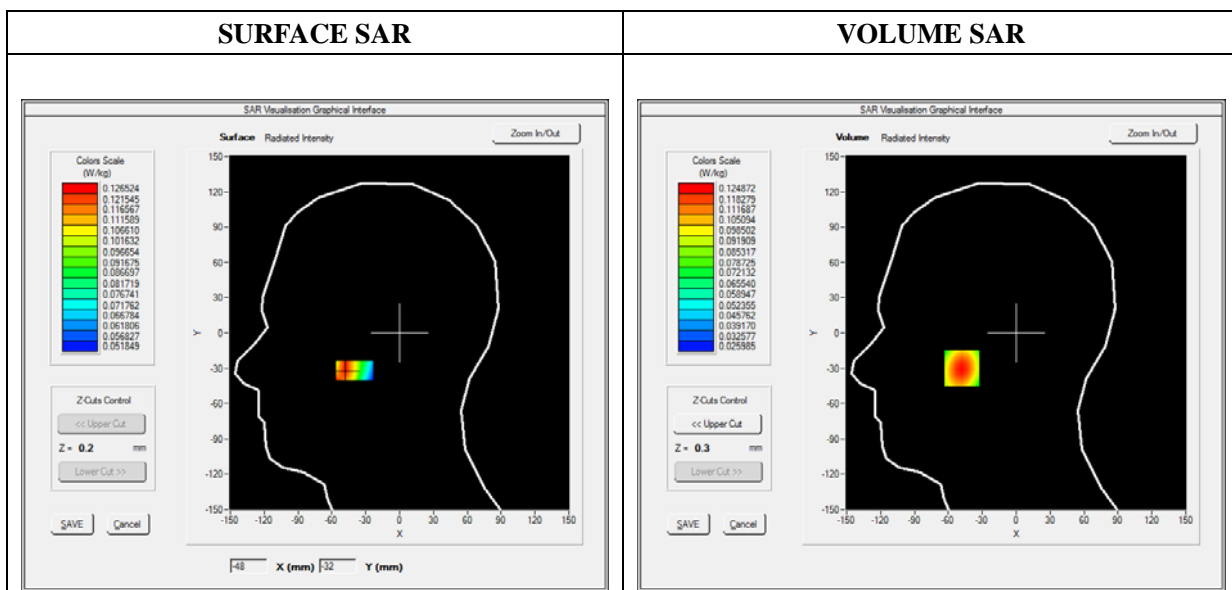 SURFACE SAR
VOLUME SAR
SAR Visualisation Graphical Interface
Surface Radiated Intensity
Zoom In/Out
Colors Scale
(W/kg)
0.126524
0.121545
0.116567
0.111589
0.106610
0.101632
0.096654
0.091675
0.086697
0.081719
0.076741
0.071762
0.066784
0.061806
0.056827
0.051849
Z-Cuts Control
<< Upper Cut
Z = 0.2 mm
Lower Cut >>
SAVE Cancel
150
120
90
60
30
0
-30
-60
-90
-120
-150
Y
-150 -120 -90 -60 -30 0 30 60 90 120 150
X
-48 X (mm) -32 Y (mm)
SAR Visualisation Graphical Interface
Volume Radiated Intensity
Zoom In/Out
Colors Scale
(W/kg)
0.124872
0.118279
0.111687
0.105094
0.098502
0.091909
0.085317
0.078725
0.072132
0.065540
0.058947
0.052355
0.045762
0.039170
0.032577
0.025985
Z-Cuts Control
<< Upper Cut
Z = 0.3 mm
Lower Cut >>
SAVE Cancel
150
120
90
60
30
0
-30
-60
-90
-120
-150
Y
-150 -120 -90 -60 -30 0 30 60 90 120 150
X